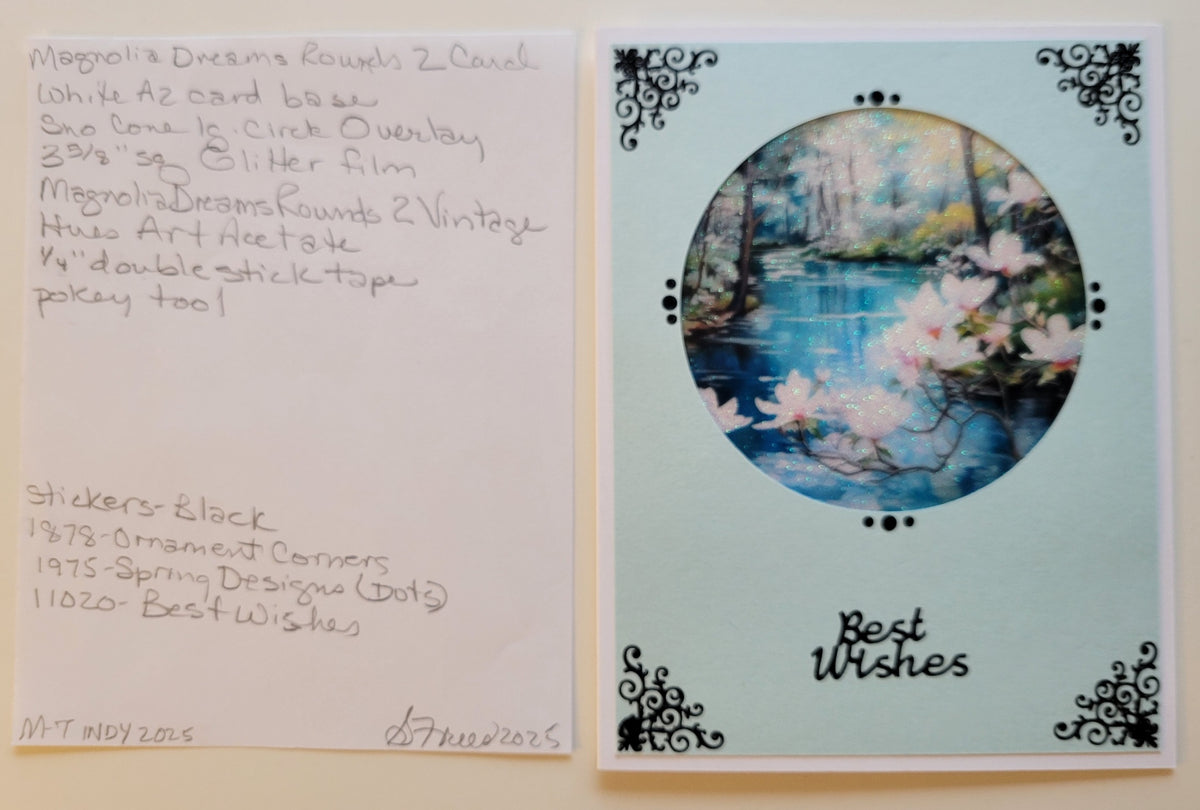 Magnolia Dreams Rounds 2 Card
White A2 card base
Sno Cone lg. Circle Overlay
3 5/8" sq Glitter film
Magnolia Dreams Rounds 2 Vintage
Hues Art Acetate
1/4" double stick tape
pokey tool
Stickers-Black
1878-Ornament Corners
1975-Spring Designs (Dots)
11020-Best Wishes
M-T INDY 2025
S Freed 2025
Best
Wishes